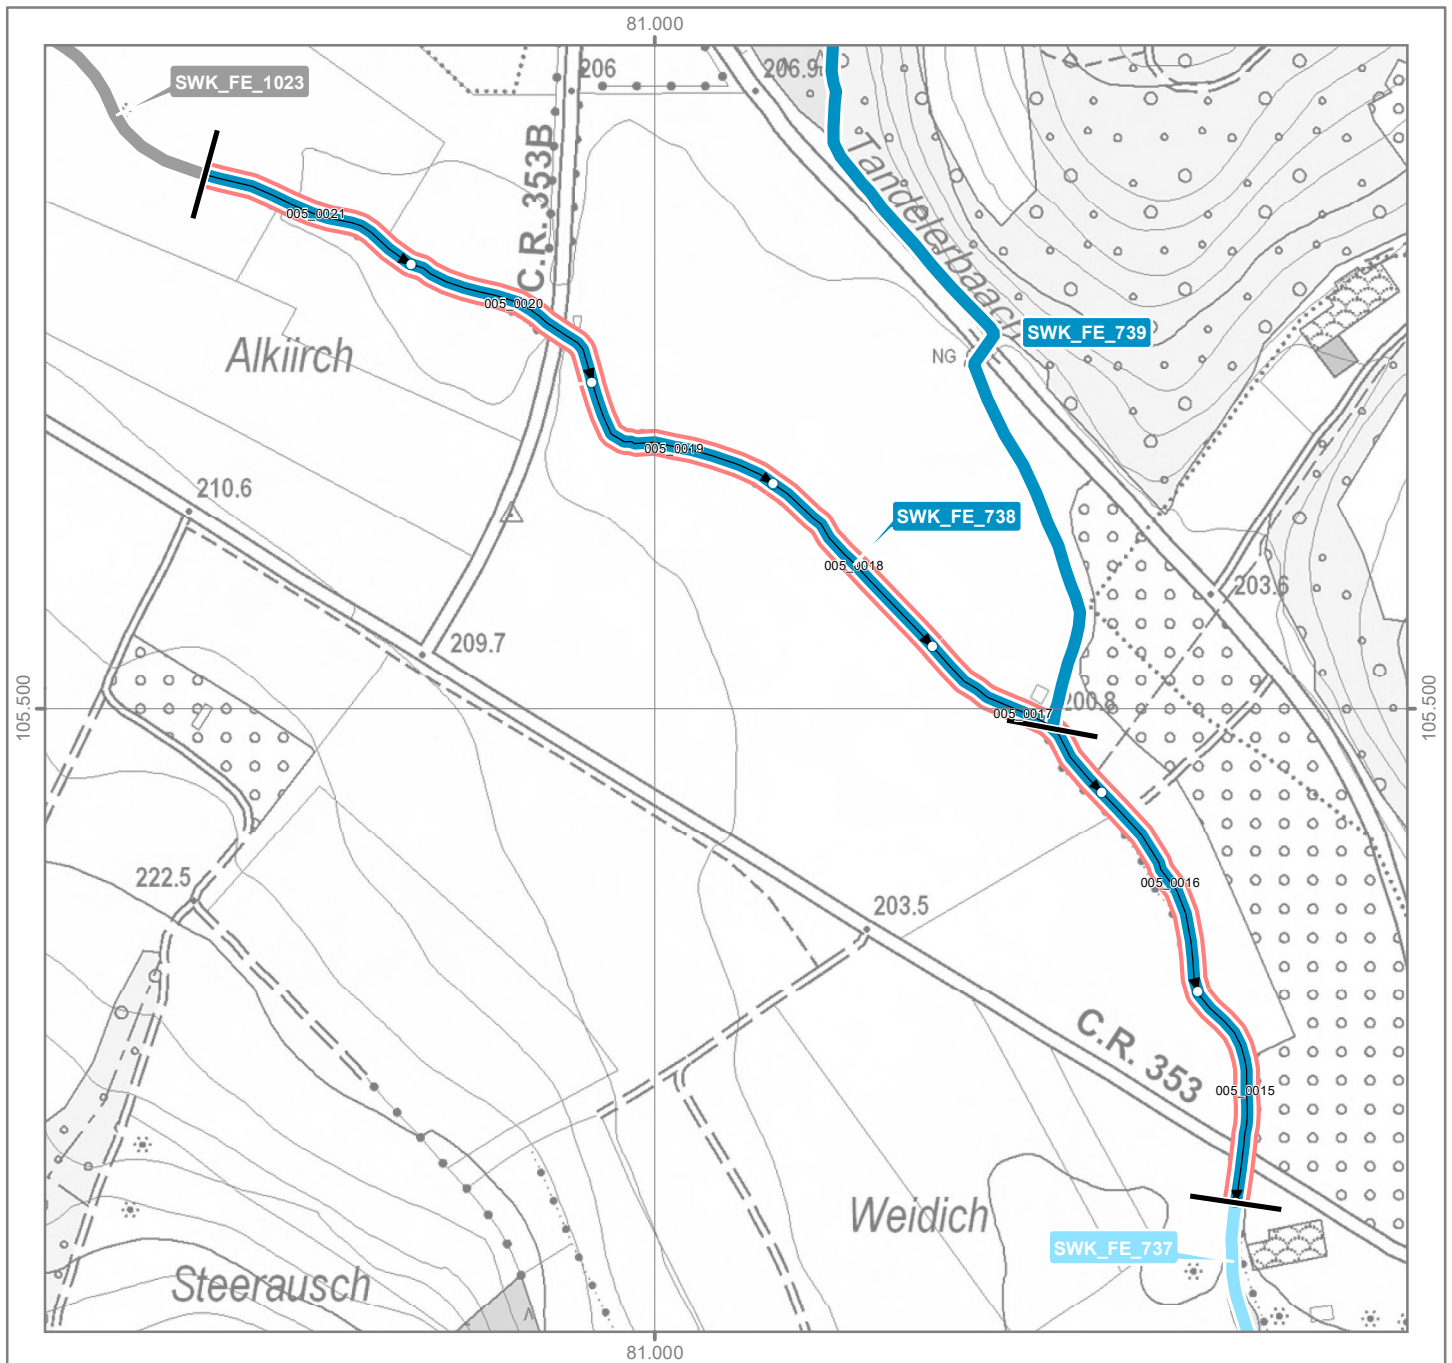 81.000
SWK_FE_1023
206
206.9
C.R. 353B
Tandelerbaach
005_0021
005_0020
SWK_FE_739
NG
Alkiirch
005_0019
210.6
SWK_FE_738
005_0018
203.6
209.7
105.500
200.8
105.500
005_0017
222.5
005_0016
203.5
C.R. 353
005_0015
Weidich
SWK_FE_737
Steerausch
81.000